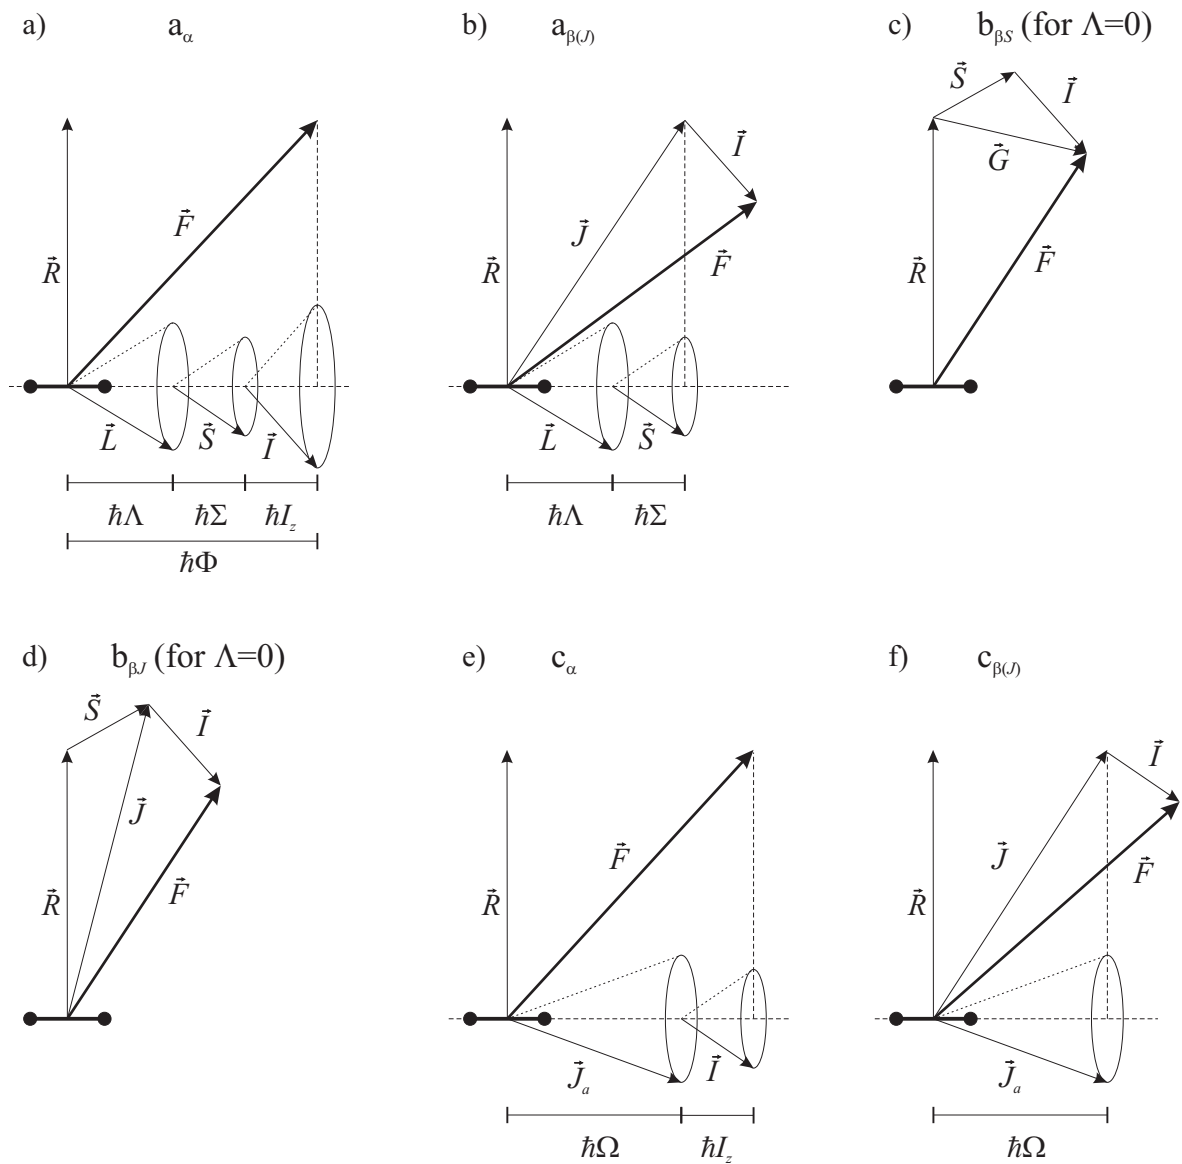 a) a_α
b) a_β(J)
c) b_βS (for Λ=0)
R⃗
F⃗
L⃗
S⃗
I⃗
ħΛ
ħΣ
ħI_z
ħΦ
R⃗
J⃗
I⃗
F⃗
L⃗
S⃗
ħΛ
ħΣ
S⃗
I⃗
G⃗
R⃗
F⃗
d) b_βJ (for Λ=0)
e) c_α
f) c_β(J)
S⃗
I⃗
J⃗
R⃗
F⃗
R⃗
F⃗
J⃗_a
I⃗
ħΩ
ħI_z
I⃗
J⃗
R⃗
F⃗
J⃗_a
ħΩ